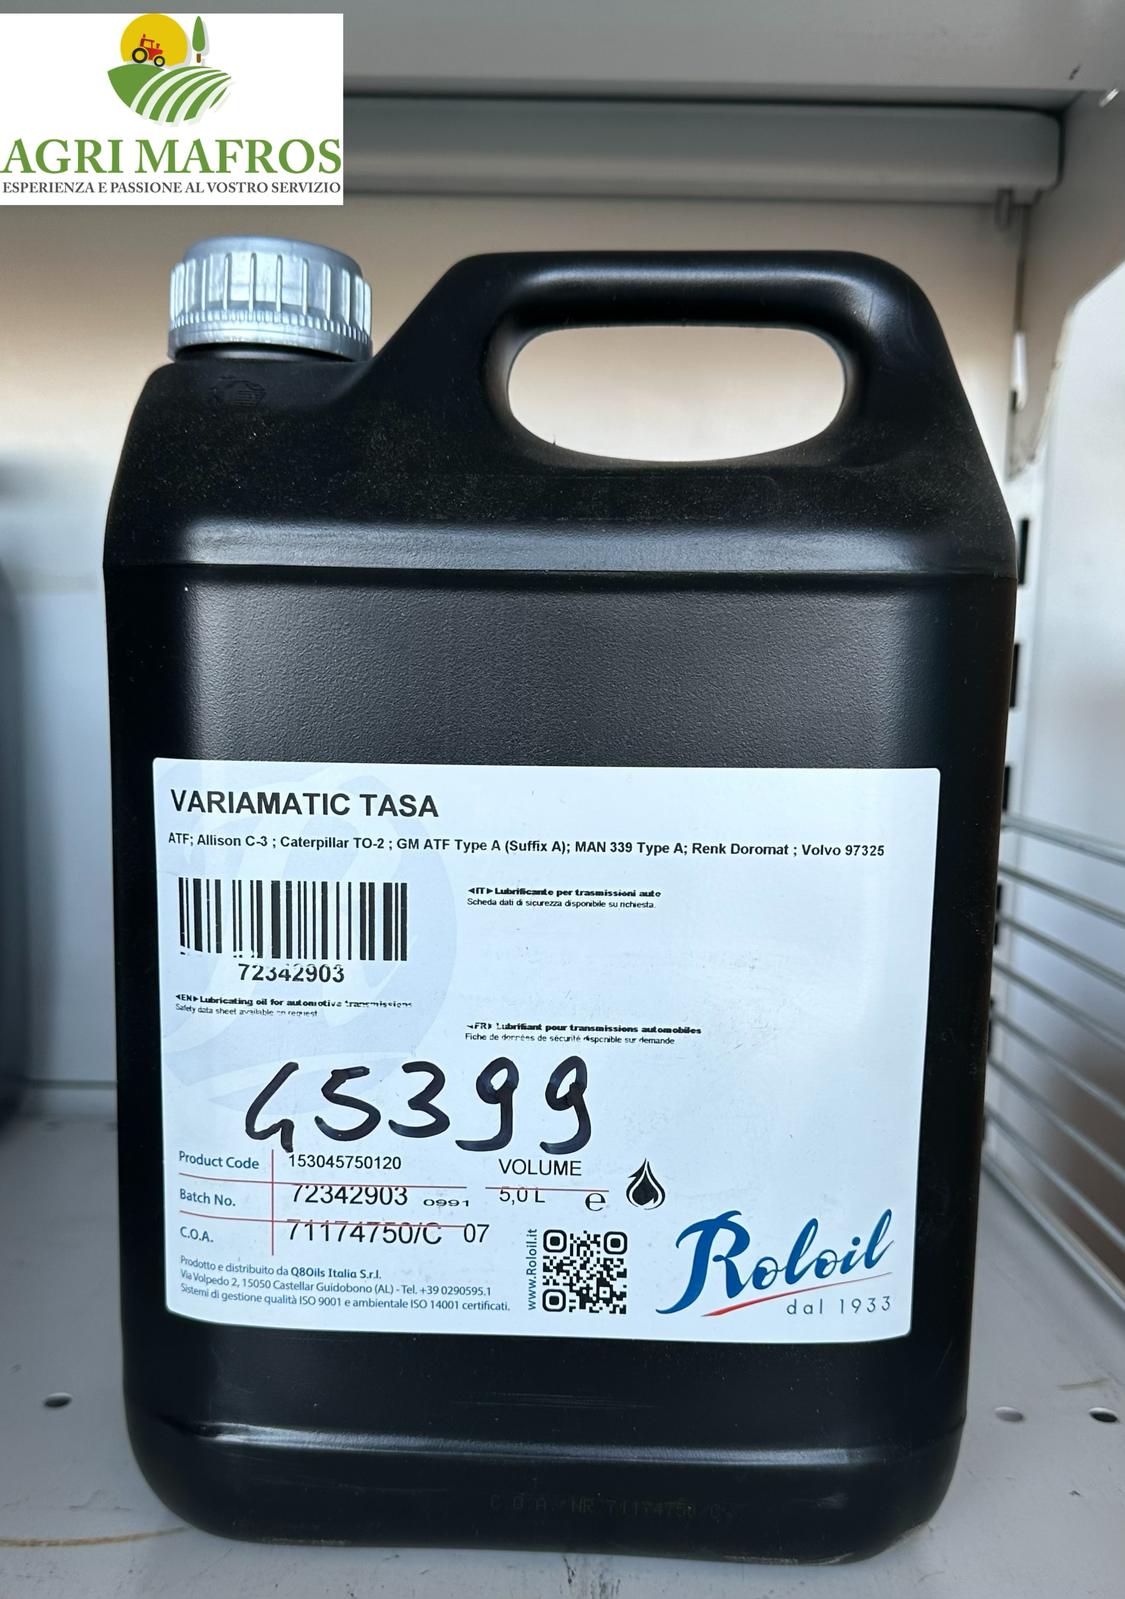 AGRI MAFROS
ESPERIENZA E PASSIONE AL VOSTRO SERVIZIO
VARIAMATIC TASA
ATF; Allison C-3 ; Caterpillar TO-2 ; GM ATF Type A (Suffix A); MAN 339 Type A; Renk Doromat ; Volvo 97325
◄IT► Lubrificante per trasmissioni auto
Scheda dati di sicurezza disponibile su richiesta.
72342903
◄EN► Lubricating oil for automotive transmissions
Safety data sheet available on request
◄FR► Lubrifiant pour transmissions automobiles
Fiche de données de sécurité disponible sur demande
45399
Product Code 153045750120
VOLUME
Batch No. 72342903 0991
5,0 L e
C.O.A. 71174750/C 07
www.Roloil.it
Roloil
dal 1933
Prodotto e distribuito da Q8Oils Italia S.r.l.
Via Volpedo 2, 15050 Castellar Guidobono (AL) - Tel. +39 0290595.1
Sistemi di gestione qualità ISO 9001 e ambientale ISO 14001 certificati.
C.O.A. NR 71174750/C